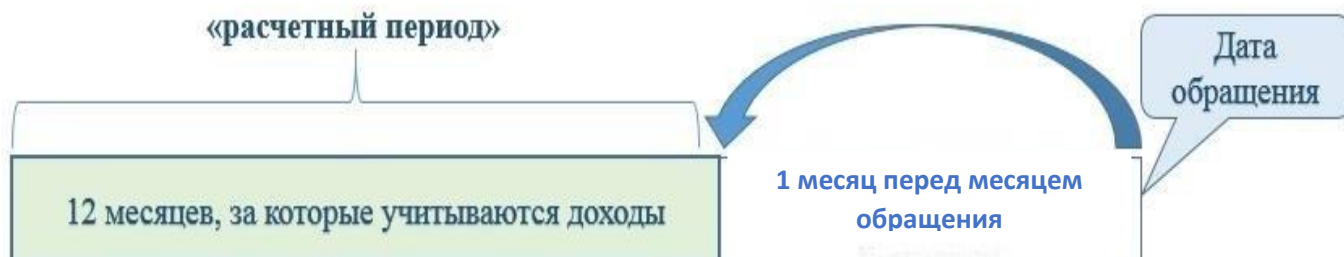 «расчетный период»
Дата
обращения
12 месяцев, за которые учитываются доходы
1 месяц перед месяцем
обращения